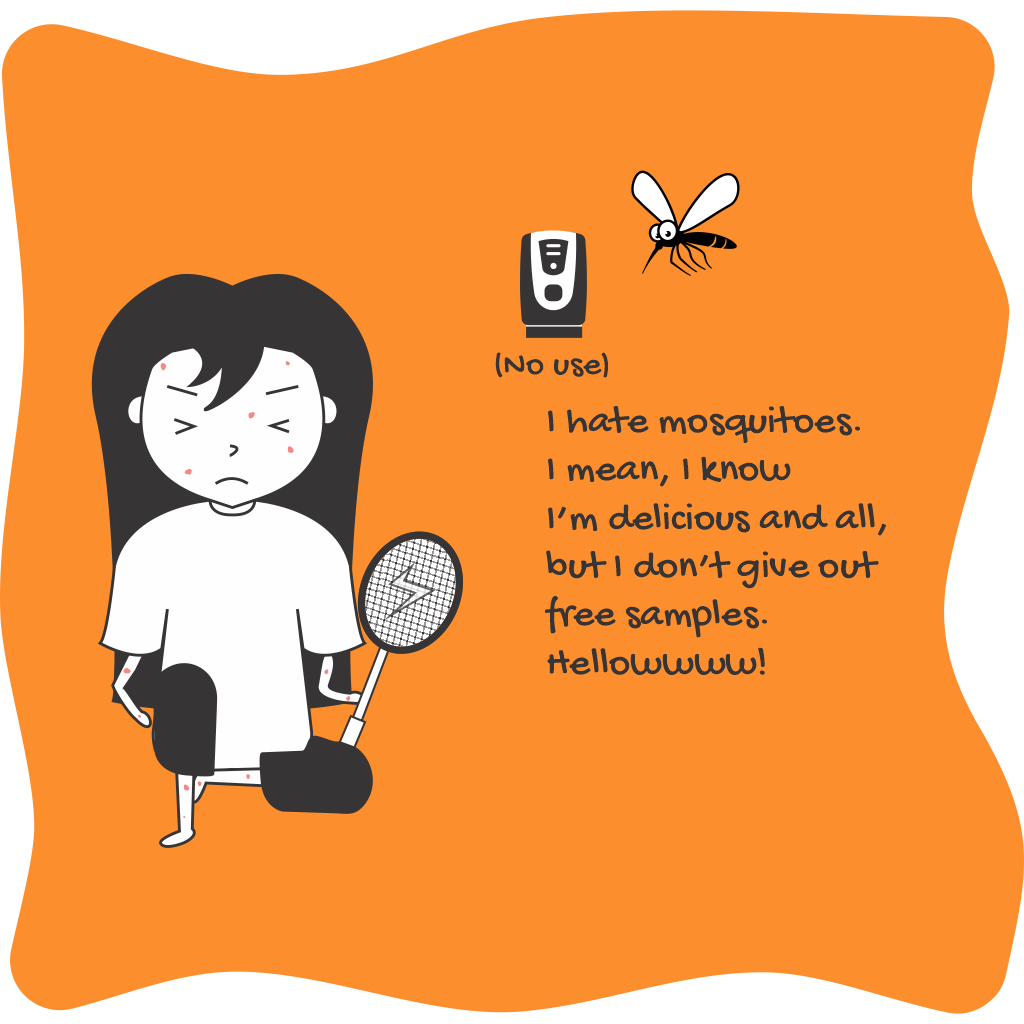 (No use)
I hate mosquitoes.
I mean, I know
I'm delicious and all,
but I don't give out
free samples.
Hellowwww!